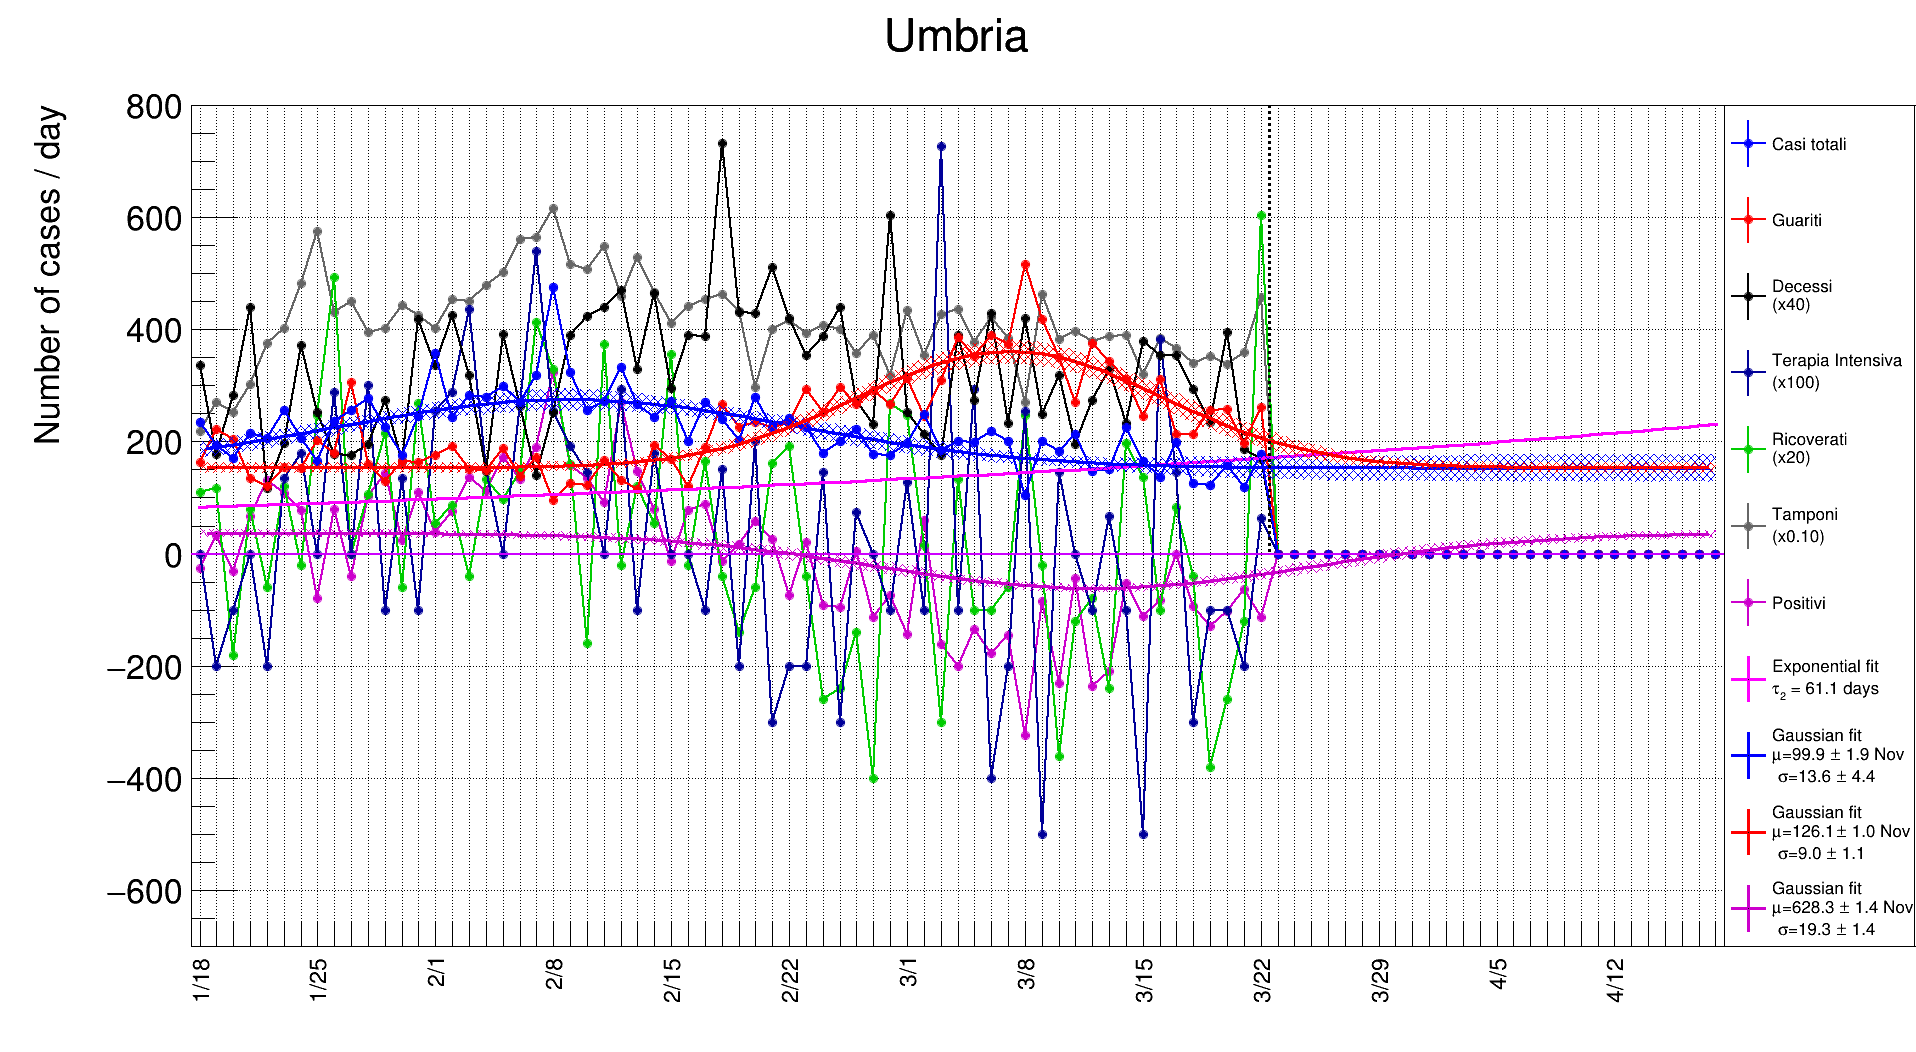 Umbria
Number of cases / day
800
600
400
200
0
−200
−400
−600
1/18
1/25
2/1
2/8
2/15
2/22
3/1
3/8
3/15
3/22
3/29
4/5
4/12
Casi totali
Guariti
Decessi
(x40)
Terapia Intensiva
(x100)
Ricoverati
(x20)
Tamponi
(x0.10)
Positivi
Exponential fit
τ2 = 61.1 days
Gaussian fit
μ=99.9 ± 1.9 Nov
σ=13.6 ± 4.4
Gaussian fit
μ=126.1 ± 1.0 Nov
σ=9.0 ± 1.1
Gaussian fit
μ=628.3 ± 1.4 Nov
σ=19.3 ± 1.4